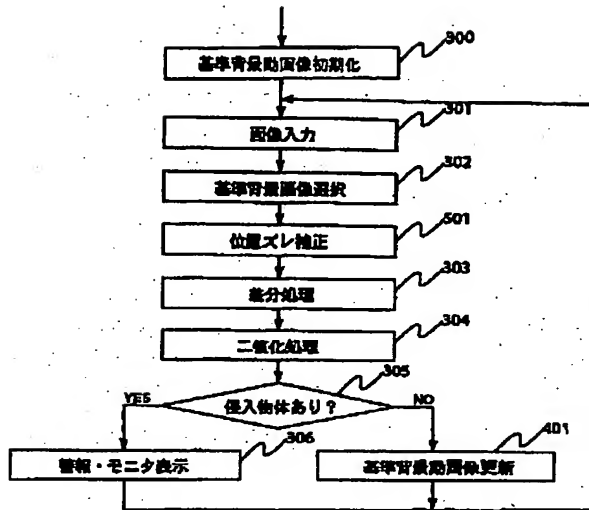 300
基準背景動画像初期化
301
画像入力
302
基準背景画像選択
501
位置ズレ補正
303
差分処理
304
二値化処理
305
侵入物体あり?
YES
NO
306
警報・モニタ表示
401
基準背景動画像更新